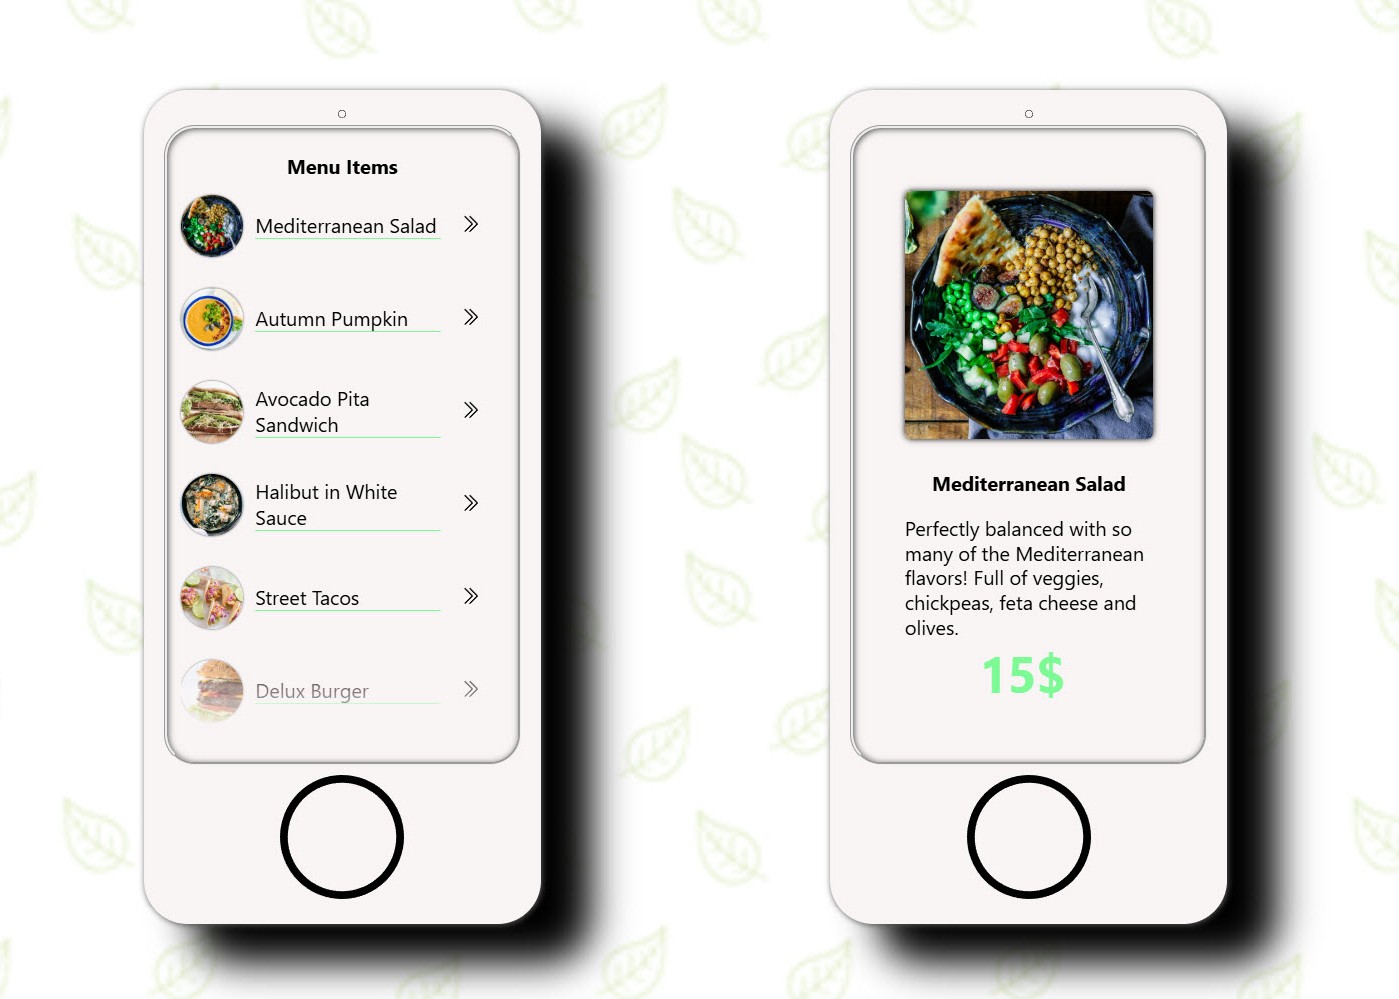 Menu Items
Mediterranean Salad
Autumn Pumpkin
Avocado Pita
Sandwich
Halibut in White
Sauce
Street Tacos
Delux Burger
Mediterranean Salad
Perfectly balanced with so
many of the Mediterranean
flavors! Full of veggies,
chickpeas, feta cheese and
olives.
15$